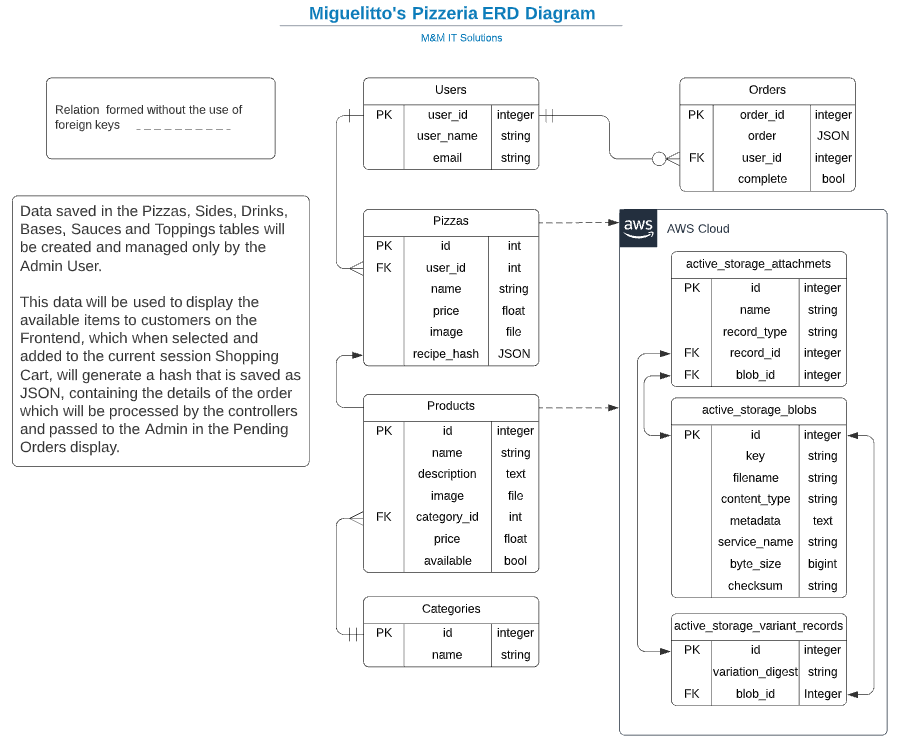 Miguelitto's Pizzeria ERD Diagram
M&M IT Solutions
Relation formed without the use of
foreign keys
Data saved in the Pizzas, Sides, Drinks,
Bases, Sauces and Toppings tables will
be created and managed only by the
Admin User.
This data will be used to display the
available items to customers on the
Frontend, which when selected and
added to the current session Shopping
Cart, will generate a hash that is saved as
JSON, containing the details of the order
which will be processed by the controllers
and passed to the Admin in the Pending
Orders display.
Users
PK user_id integer
user_name string
email string
Pizzas
PK id int
FK user_id int
name string
price float
image file
recipe_hash JSON
Products
PK id integer
name string
description text
image file
FK category_id int
price float
available bool
Categories
PK id integer
name string
Orders
PK order_id integer
order JSON
FK user_id integer
complete bool
aws AWS Cloud
active_storage_attachmets
PK id integer
name string
record_type string
FK record_id integer
FK blob_id integer
active_storage_blobs
PK id integer
key string
filename string
content_type string
metadata text
service_name string
byte_size bigint
checksum string
active_storage_variant_records
PK id integer
variation_digest string
FK blob_id Integer